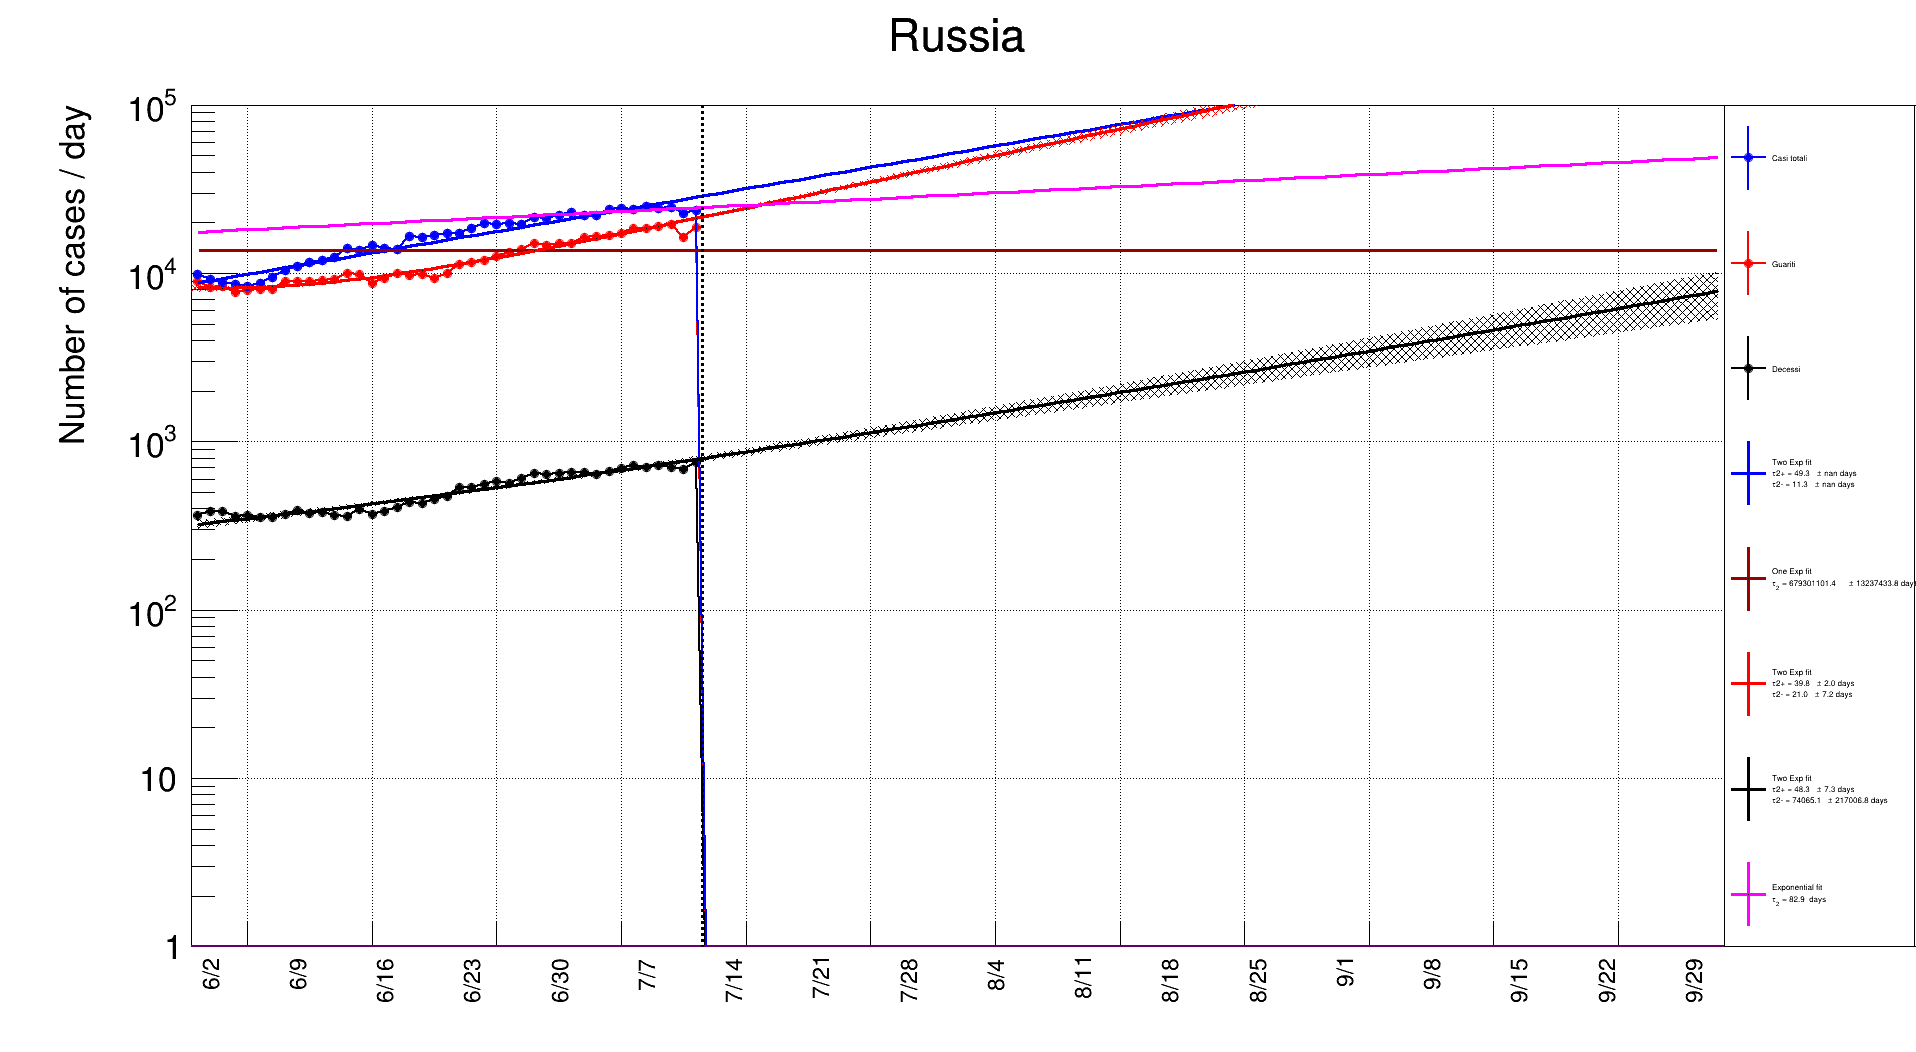 Russia
Number of cases / day
10^5
10^4
10^3
10^2
10
1
6/2 6/9 6/16 6/23 6/30 7/7 7/14 7/21 7/28 8/4 8/11 8/18 8/25 9/1 9/8 9/15 9/22 9/29
Casi totali
Guariti
Decessi
Two Exp fit
τ2+ = 49.3 ± nan days
τ2- = 11.3 ± nan days
One Exp fit
τ_2 = 679301101.4 ± 13237433.8 day
Two Exp fit
τ2+ = 39.8 ± 2.0 days
τ2- = 21.0 ± 7.2 days
Two Exp fit
τ2+ = 48.3 ± 7.3 days
τ2- = 74065.1 ± 217006.8 days
Exponential fit
τ_2 = 82.9 days